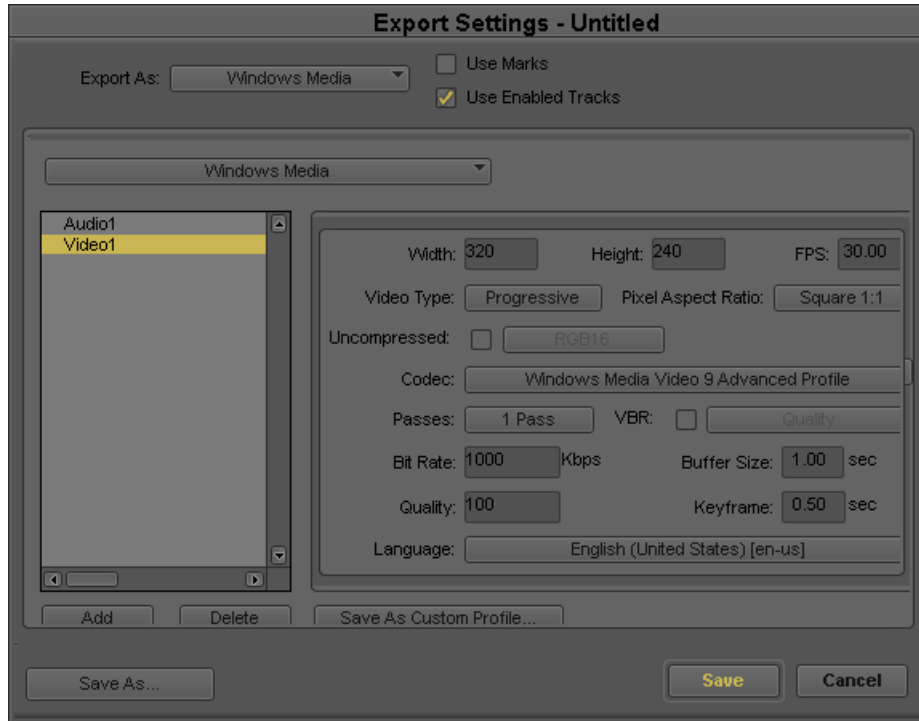 Export Settings - Untitled
Export As: Windows Media
Use Marks
Use Enabled Tracks
Windows Media
Audio1
Video1
Width: 320 Height: 240 FPS: 30.00
Video Type: Progressive Pixel Aspect Ratio: Square 1:1
Uncompressed: RGB16
Codec: Windows Media Video 9 Advanced Profile
Passes: 1 Pass VBR: Quality
Bit Rate: 1000 Kbps Buffer Size: 1.00 sec
Quality: 100 Keyframe: 0.50 sec
Language: English (United States) [en-us]
Add Delete Save As Custom Profile...
Save As... Save Cancel